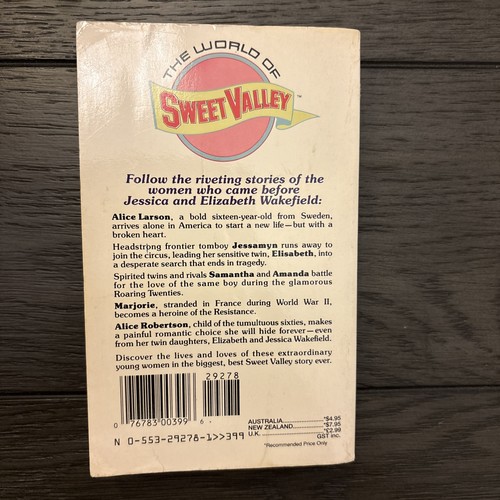 THE WORLD OF
SWEET VALLEY™
Follow the riveting stories of the
women who came before
Jessica and Elizabeth Wakefield:
Alice Larson, a bold sixteen-year-old from Sweden,
arrives alone in America to start a new life—but with a
broken heart.
Headstrong frontier tomboy Jessamyn runs away to
join the circus, leading her sensitive twin, Elisabeth, into
a desperate search that ends in tragedy.
Spirited twins and rivals Samantha and Amanda battle
for the love of the same boy during the glamorous
Roaring Twenties.
Marjorie, stranded in France during World War II,
becomes a heroine of the Resistance.
Alice Robertson, child of the tumultuous sixties, makes
a painful romantic choice she will hide forever—even
from her twin daughters, Elizabeth and Jessica Wakefield.
Discover the lives and loves of these extraordinary
young women in the biggest, best Sweet Valley story ever.
29278
0 76783 00399 6
N 0-553-29278-1>>399
AUSTRALIA *$4.95
NEW ZEALAND *$7.95
U.K. *£2.99
GST inc.
*Recommended Price Only